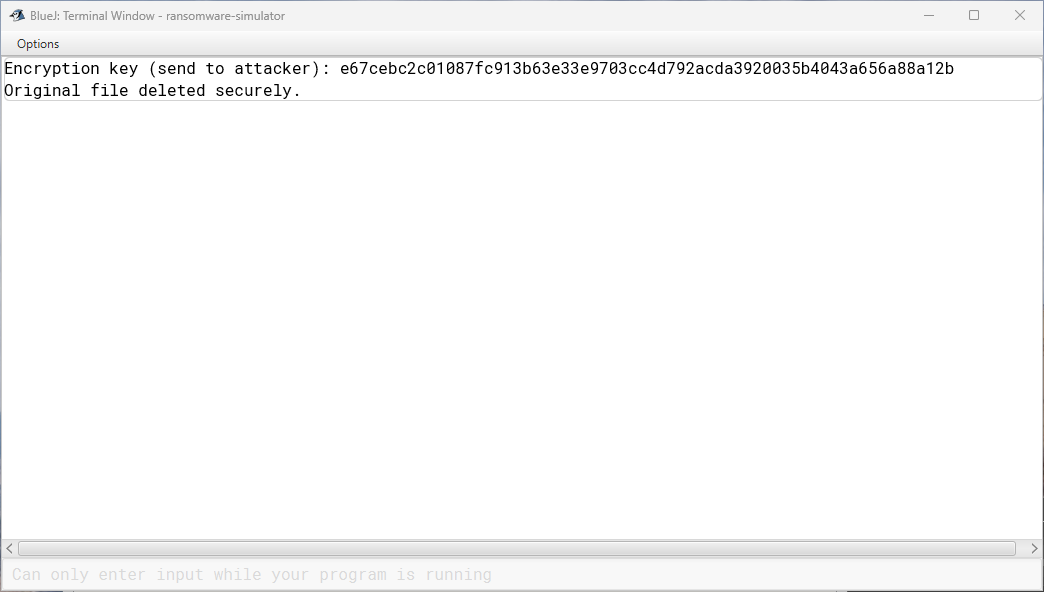 BlueJ: Terminal Window - ransomware-simulator
Options
Encryption key (send to attacker): e67cebc2c01087fc913b63e33e9703cc4d792acda3920035b4043a656a88a12b
Original file deleted securely.
Can only enter input while your program is running